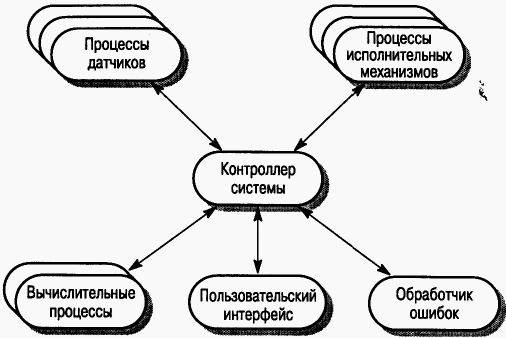 Процессы
датчиков
Процессы
исполнительных
механизмов
Контроллер
системы
Вычислительные
процессы
Пользовательский
интерфейс
Обработчик
ошибок